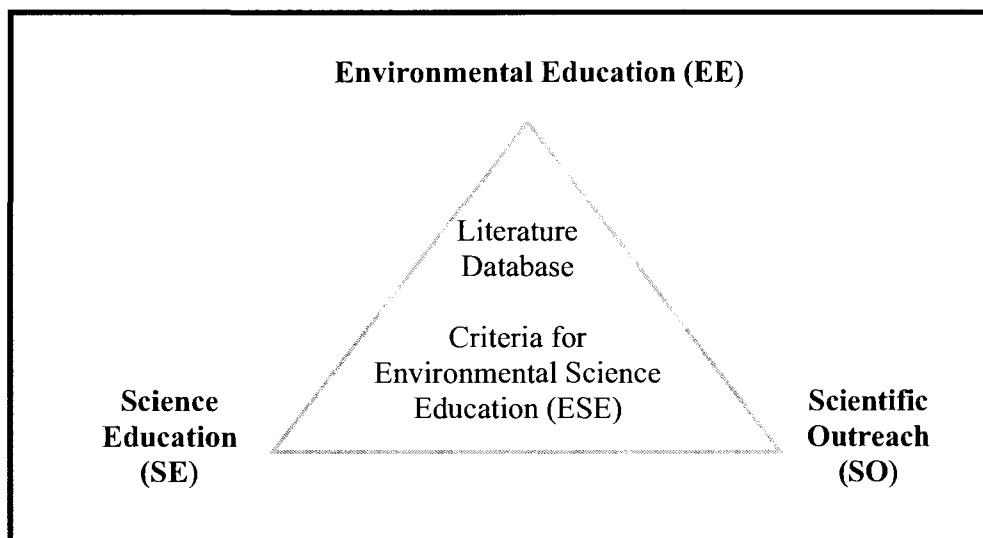 Environmental Education (EE)
Literature
Database
Criteria for
Environmental Science
Education (ESE)
Science
Education
(SE)
Scientific
Outreach
(SO)